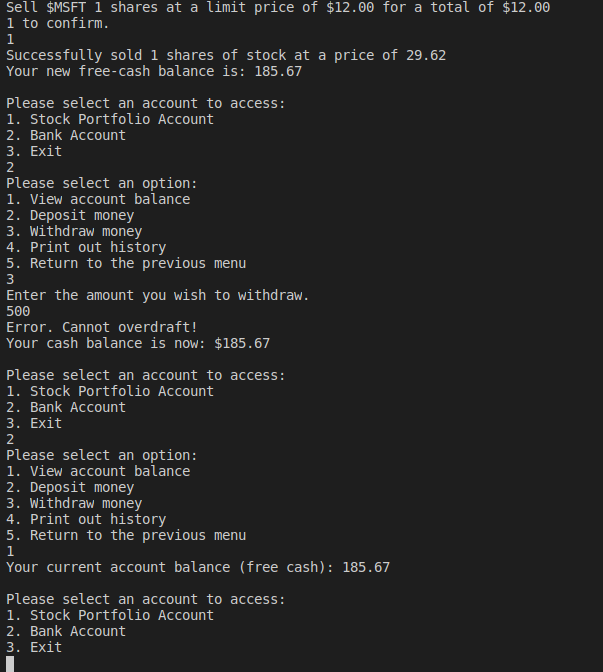 Sell $MSFT 1 shares at a limit price of $12.00 for a total of $12.00
1 to confirm.
1
Successfully sold 1 shares of stock at a price of 29.62
Your new free-cash balance is: 185.67
Please select an account to access:
1. Stock Portfolio Account
2. Bank Account
3. Exit
2
Please select an option:
1. View account balance
2. Deposit money
3. Withdraw money
4. Print out history
5. Return to the previous menu
3
Enter the amount you wish to withdraw.
500
Error. Cannot overdraft!
Your cash balance is now: $185.67
Please select an account to access:
1. Stock Portfolio Account
2. Bank Account
3. Exit
2
Please select an option:
1. View account balance
2. Deposit money
3. Withdraw money
4. Print out history
5. Return to the previous menu
1
Your current account balance (free cash): 185.67
Please select an account to access:
1. Stock Portfolio Account
2. Bank Account
3. Exit